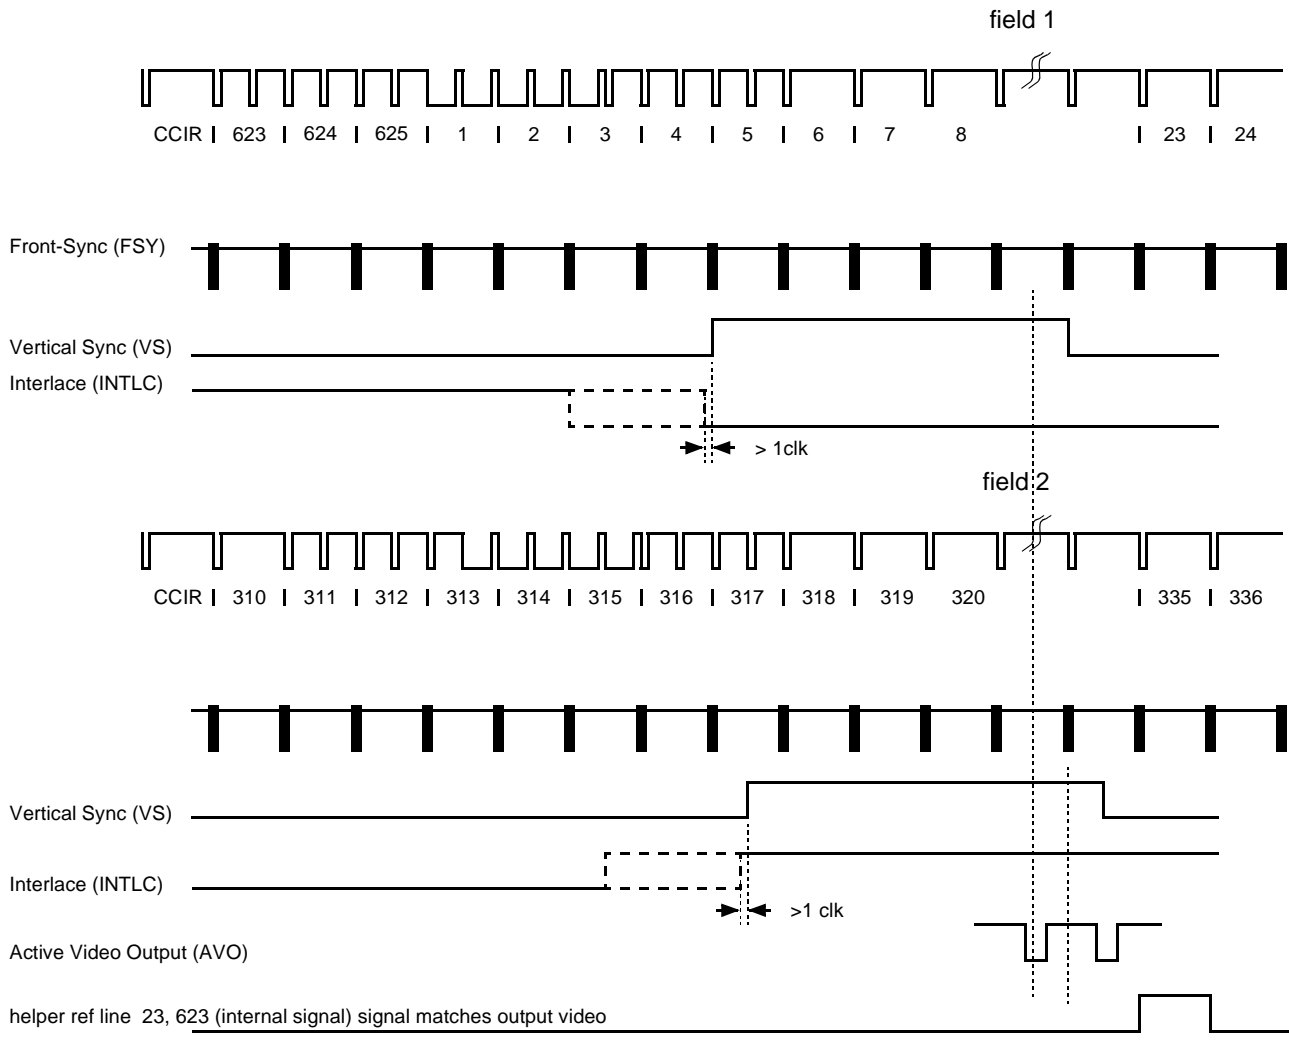 field 1
CCIR 623 624 625 1 2 3 4 5 6 7 8 23 24
Front-Sync (FSY)
Vertical Sync (VS)
Interlace (INTLC)
> 1clk
field 2
CCIR 310 311 312 313 314 315 316 317 318 319 320 335 336
Vertical Sync (VS)
Interlace (INTLC)
>1 clk
Active Video Output (AVO)
helper ref line 23, 623 (internal signal) signal matches output video